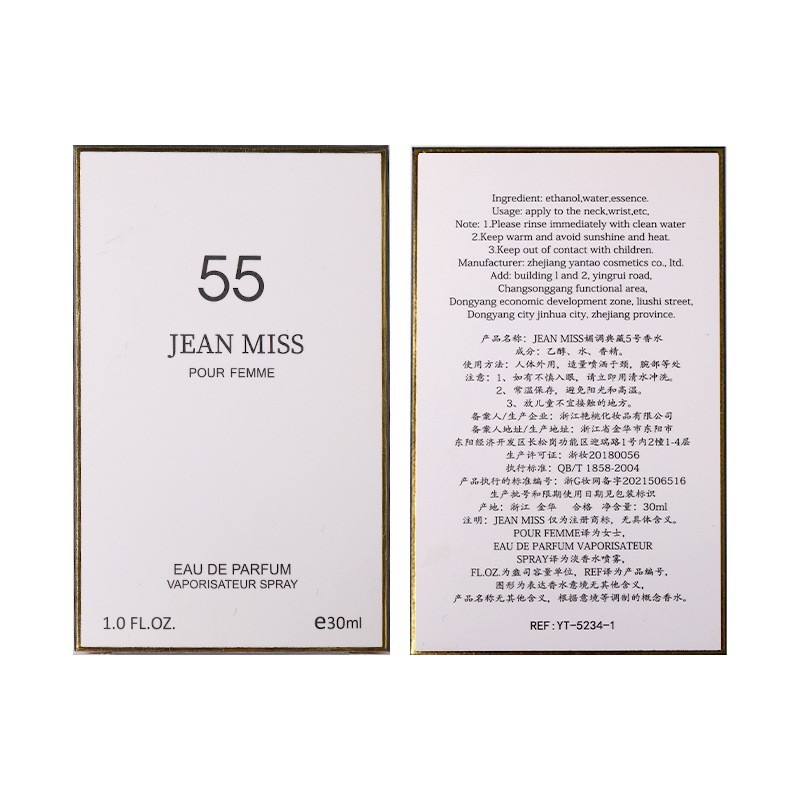 55
JEAN MISS
POUR FEMME
EAU DE PARFUM
VAPORISATEUR SPRAY
1.0 FL.OZ.
e30ml
Ingredient: ethanol,water,essence.
Usage: apply to the neck,wrist,etc,
Note: 1.Please rinse immediately with clean water
2.Keep warm and avoid sunshine and heat.
3.Keep out of contact with children.
Manufacturer: zhejiang yantao cosmetics co., ltd.
Add: building l and 2, yingrui road,
Changsonggang functional area,
Dongyang economic development zone, liushi street,
Dongyang city jinhua city, zhejiang province.
产品名称：JEAN MISS媚调典藏5号香水
成分：乙醇、水、香精。
使用方法：人体外用，适量喷洒于颈，腕部等处
注意：1、如有不慎入眼，请立即用清水冲洗。
2、常温保存，避免阳光和高温。
3、放儿童不宜接触的地方。
备案人/生产企业：浙江艳桃化妆品有限公司
备案人地址/生产地址：浙江省金华市东阳市
东阳经济开发区长松岗功能区迎瑞路1号内2幢1-4层
生产许可证：浙妆20180056
执行标准：QB/T 1858-2004
产品执行的标准编号：浙G妆网备字2021506516
生产批号和限期使用日期见包装标识
产地：浙江 金华 合格 净含量：30ml
注明：JEAN MISS 仅为注册商标，无具体含义。
POUR FEMME译为女士，
EAU DE PARFUM VAPORISATEUR
SPRAY译为淡香水喷雾，
FL.OZ.为盎司容量单位，REF译为产品编号，
图形为表达香水意境无其他含义，
产品名称无其他含义，根据意境等调制的概念香水。
REF:YT-5234-1